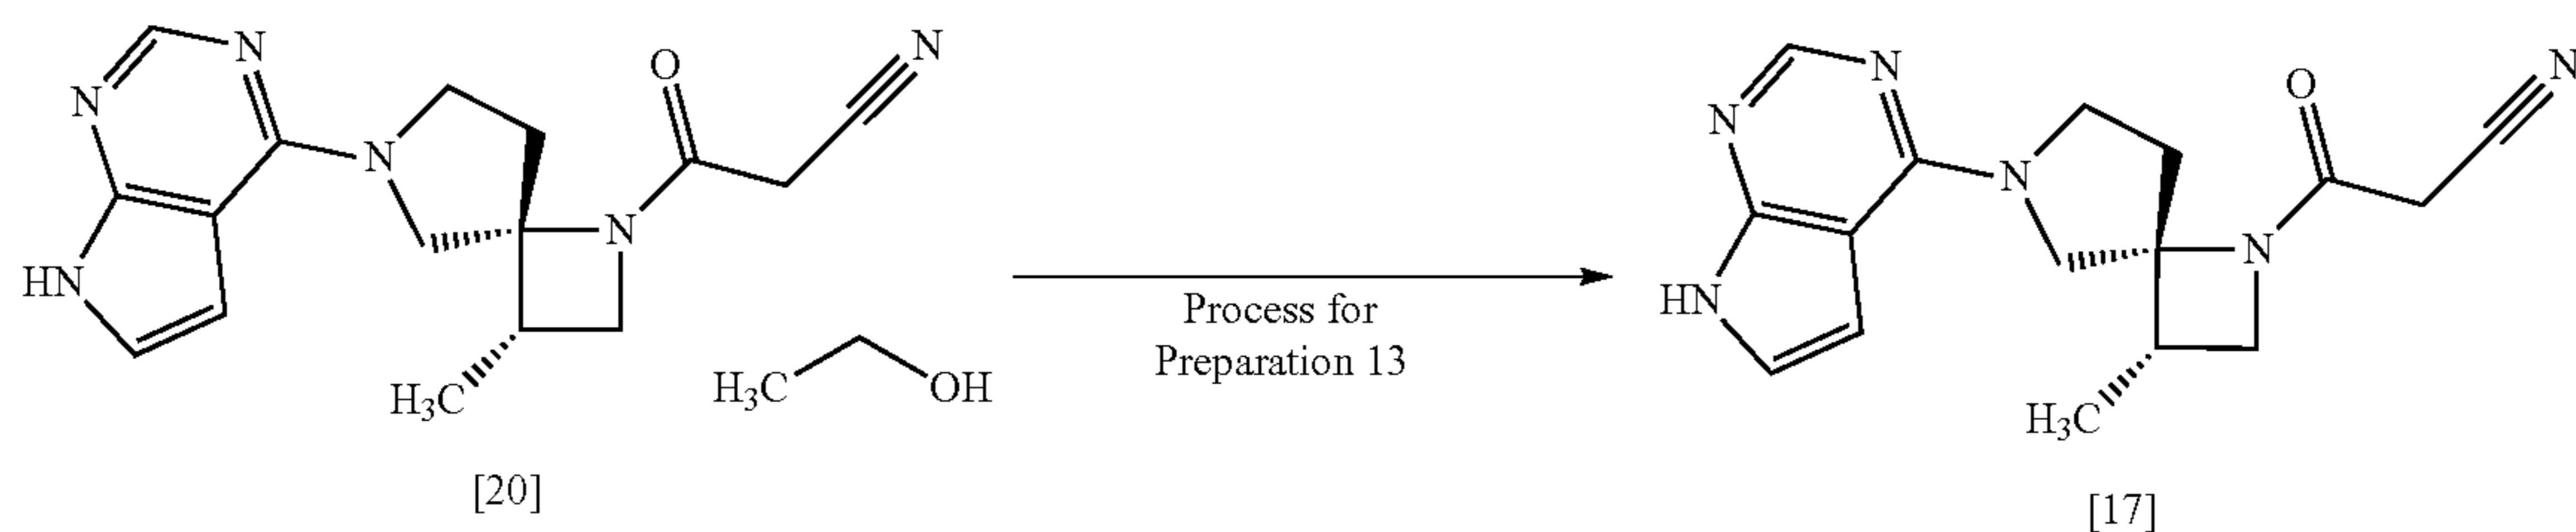 N
N
O
N
N
N
HN
H₃C
H₃C
OH
[20]
Process for
Preparation 13
N
N
O
N
N
N
HN
H₃C
[17]